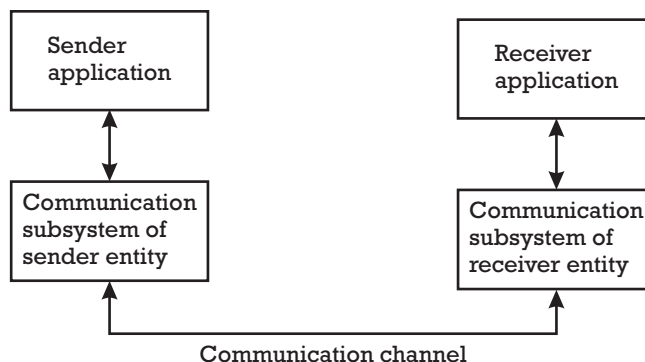 Sender
application
Receiver
application
Communication
subsystem of
sender entity
Communication
subsystem of
receiver entity
Communication channel